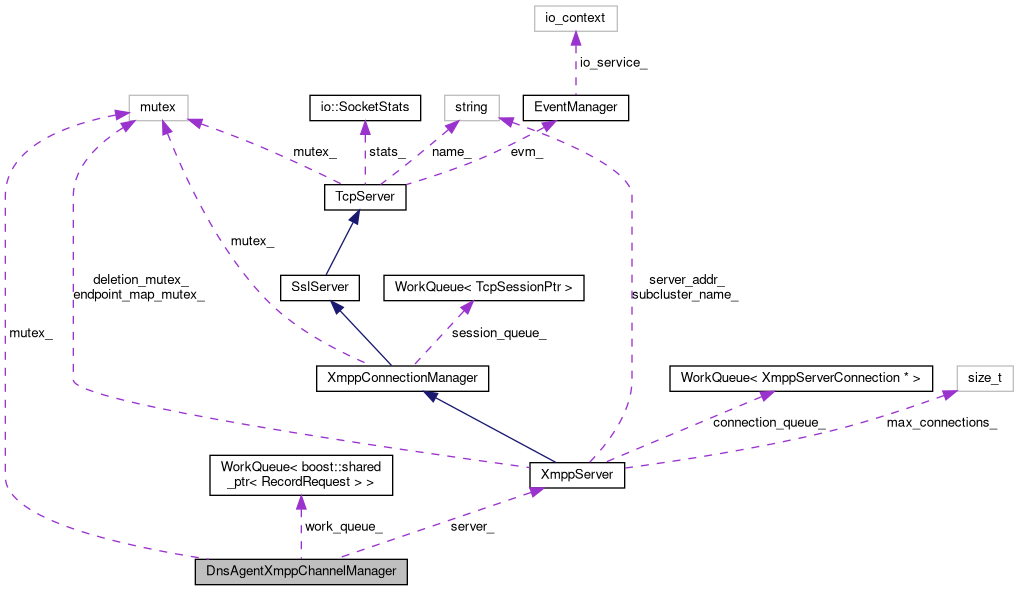 io_context
io_service_
mutex
io::SocketStats
string
EventManager
mutex_
stats_
name_
evm_
TcpServer
mutex_
deletion_mutex_
endpoint_map_mutex_
SslServer
WorkQueue< TcpSessionPtr >
server_addr_
subcluster_name_
mutex_
session_queue_
XmppConnectionManager
WorkQueue< XmppServerConnection * >
size_t
connection_queue_
max_connections_
WorkQueue< boost::shared
_ptr< RecordRequest > >
XmppServer
work_queue_
server_
DnsAgentXmppChannelManager